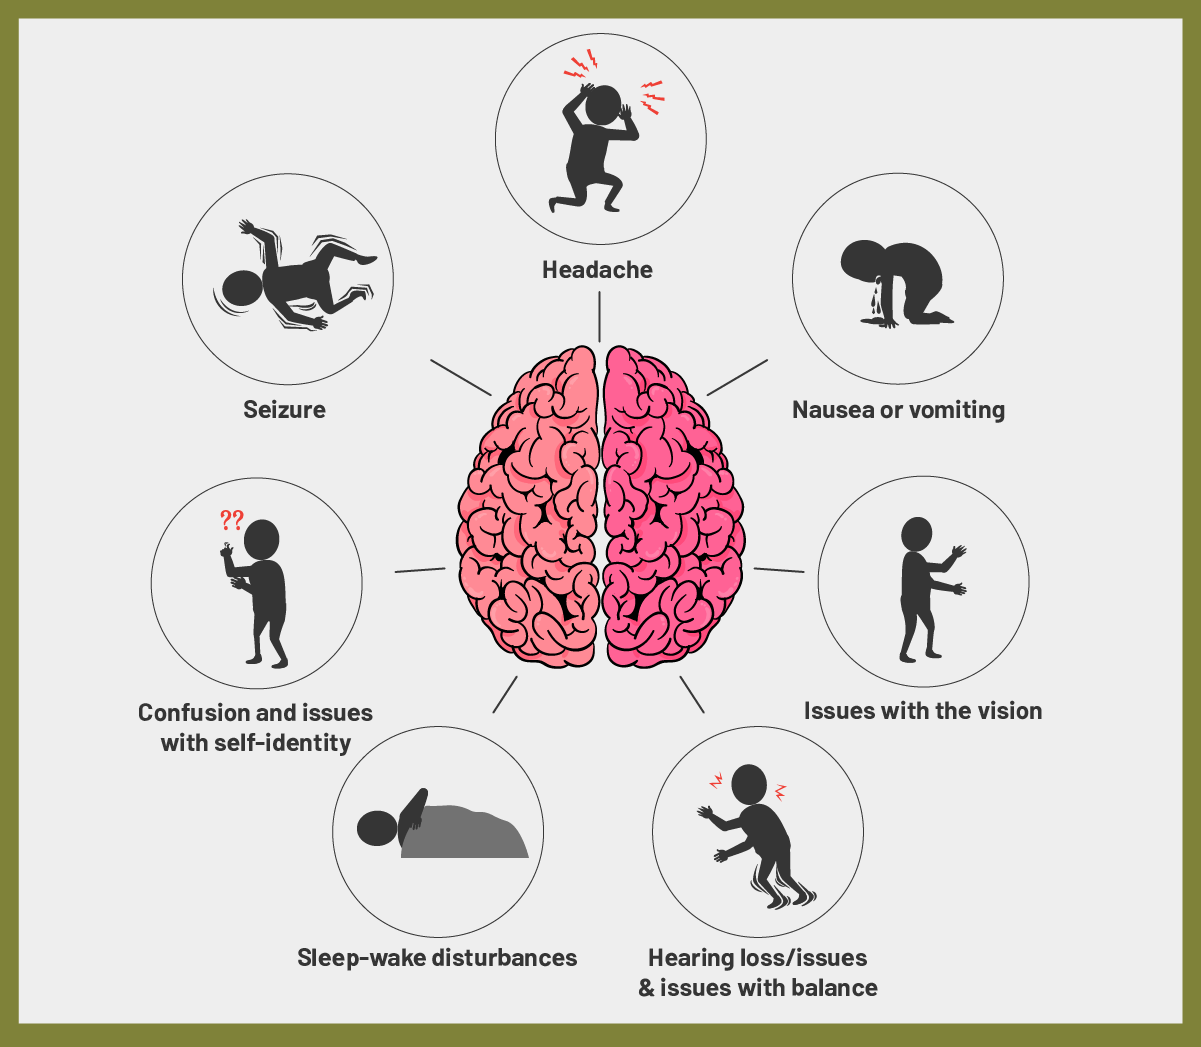 Headache
Seizure
Nausea or vomiting
??
Confusion and issues
with self-identity
Issues with the vision
Sleep-wake disturbances
Hearing loss/issues
& issues with balance